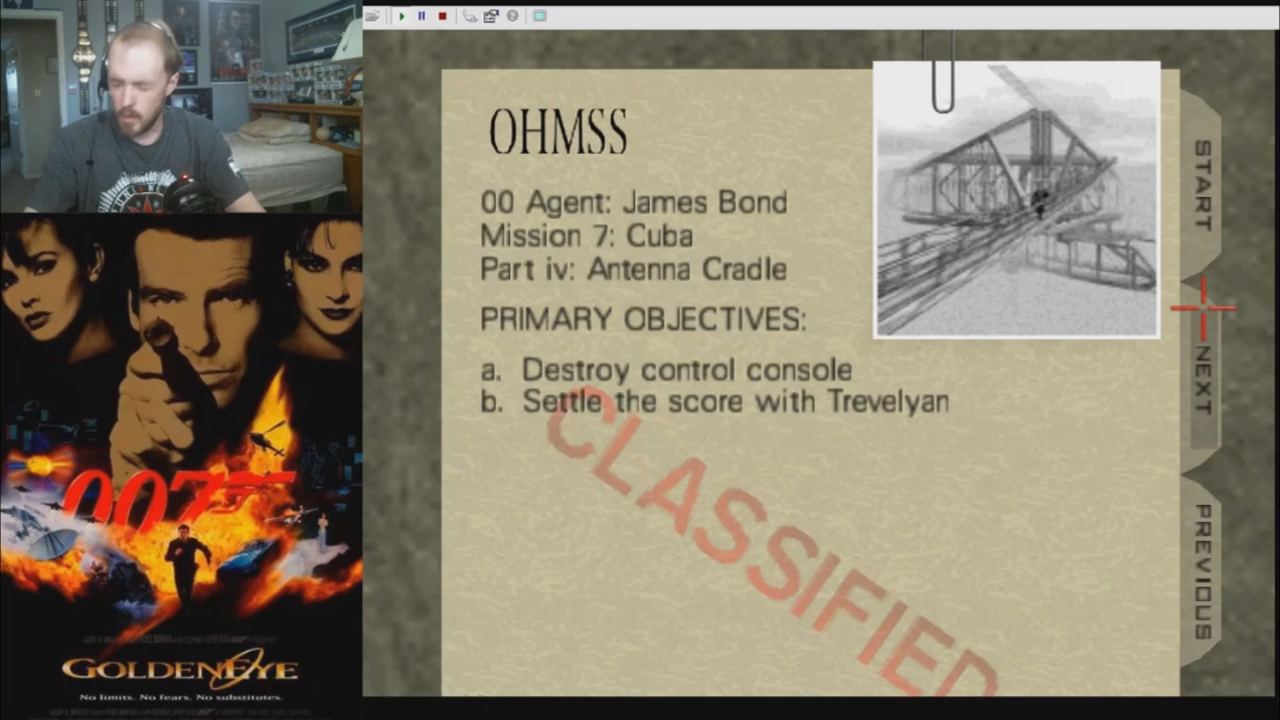 OHMSS
00 Agent: James Bond
Mission 7: Cuba
Part iv: Antenna Cradle
PRIMARY OBJECTIVES:
a. Destroy control console
b. Settle the score with Trevelyan
CLASSIFIED
START
NEXT
PREVIOUS
007
GOLDENEYE
No limits. No fears. No substitutes.